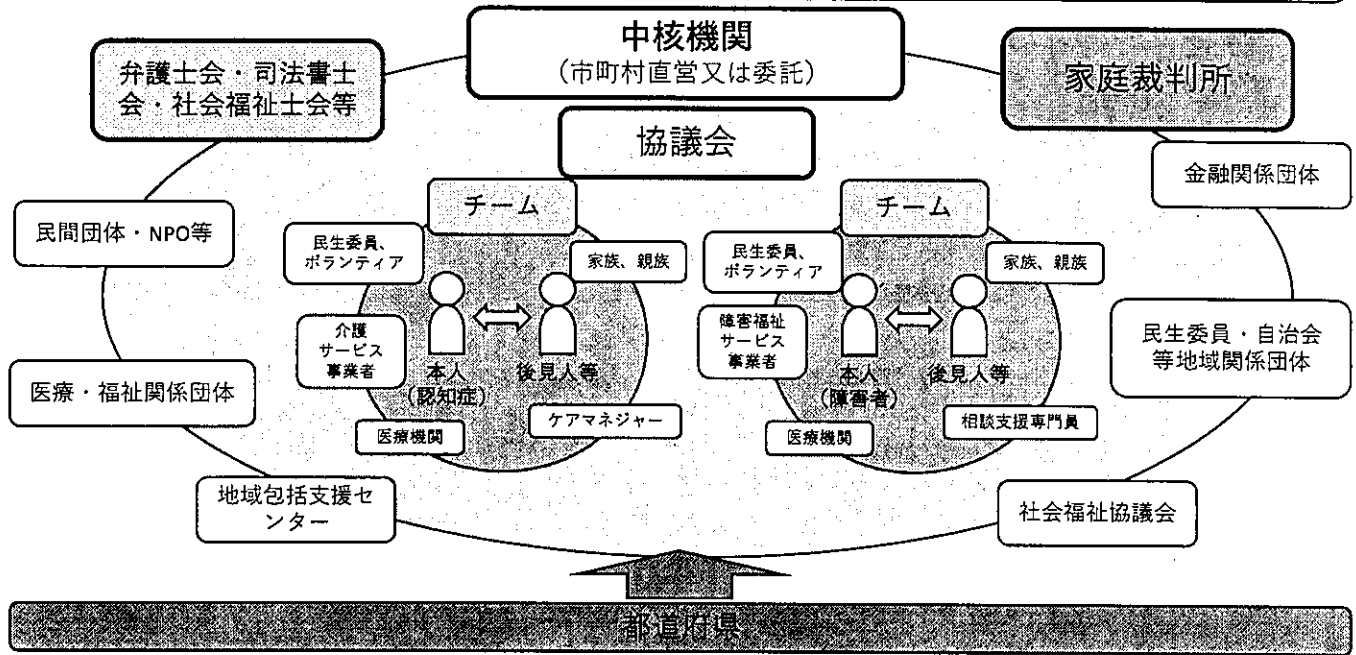 中核機関
（市町村直営又は委託）
弁護士会・司法書士
会・社会福祉士会等
家庭裁判所
協議会
金融関係団体
民間団体・NPO等
チーム
民生委員、
ボランティア
家族、親族
介護
サービス
事業者
本人
（認知症）
後見人等
医療機関
ケアマネジャー
チーム
民生委員、
ボランティア
家族、親族
障害福祉
サービス
事業者
本人
（障害者）
後見人等
医療機関
相談支援専門員
民生委員・自治会
等地域関係団体
医療・福祉関係団体
地域包括支援セ
ンター
社会福祉協議会
都道府県